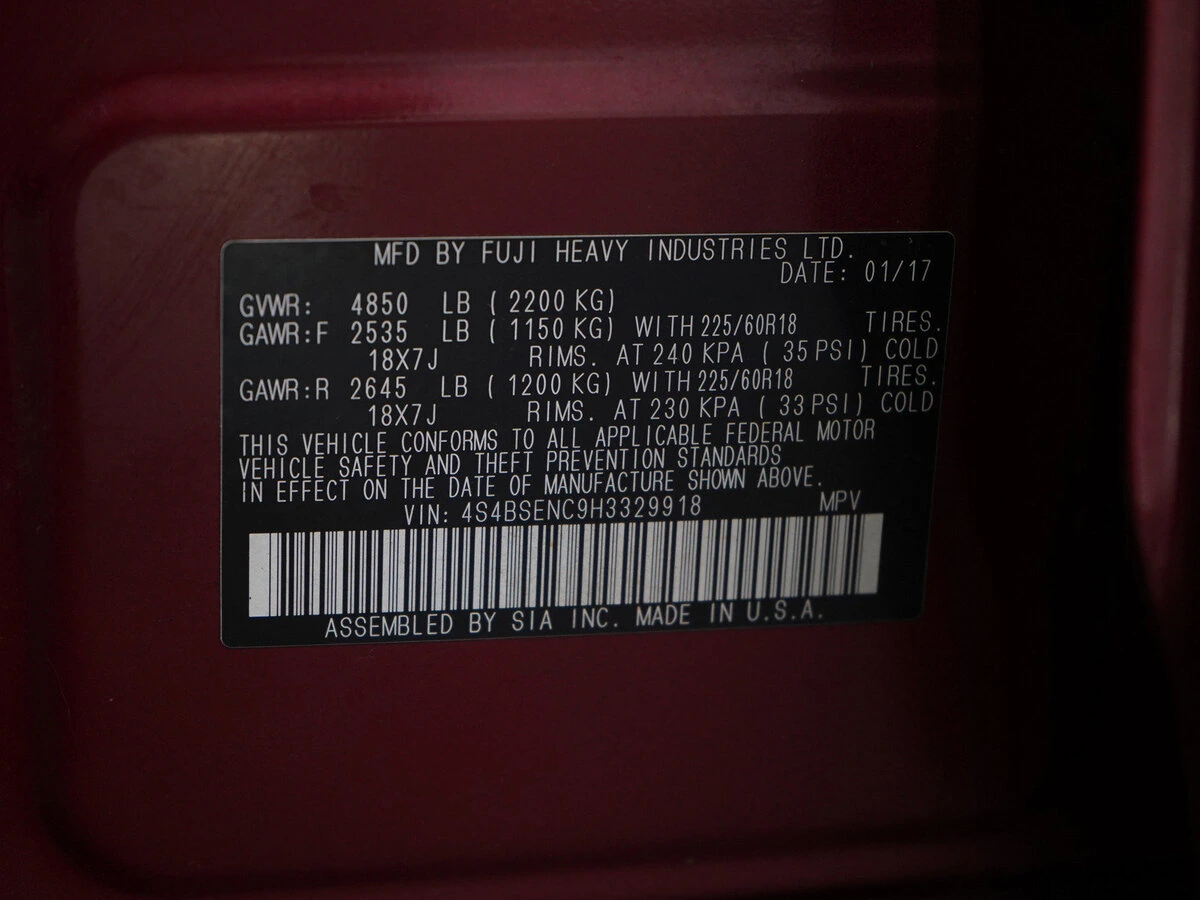 MFD BY FUJI HEAVY INDUSTRIES LTD.
DATE: 01/17
GVWR: 4850 LB ( 2200 KG)
GAWR:F 2535 LB ( 1150 KG) WITH 225/60R18 TIRES.
18X7J RIMS. AT 240 KPA ( 35 PSI) COLD
GAWR:R 2645 LB ( 1200 KG) WITH 225/60R18 TIRES.
18X7J RIMS. AT 230 KPA ( 33 PSI) COLD
THIS VEHICLE CONFORMS TO ALL APPLICABLE FEDERAL MOTOR
VEHICLE SAFETY AND THEFT PREVENTION STANDARDS
IN EFFECT ON THE DATE OF MANUFACTURE SHOWN ABOVE.
VIN: 4S4BSENC9H3329918 MPV
ASSEMBLED BY SIA INC. MADE IN U.S.A.